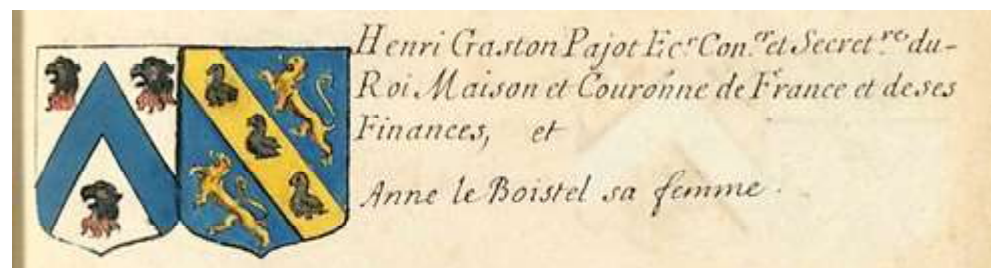 Henri Gaston Pajot Ec.r Con.er et Secret.re du-
Roi Maison et Couronne de France et de ses
Finances, et
Anne le Boistel sa femme.